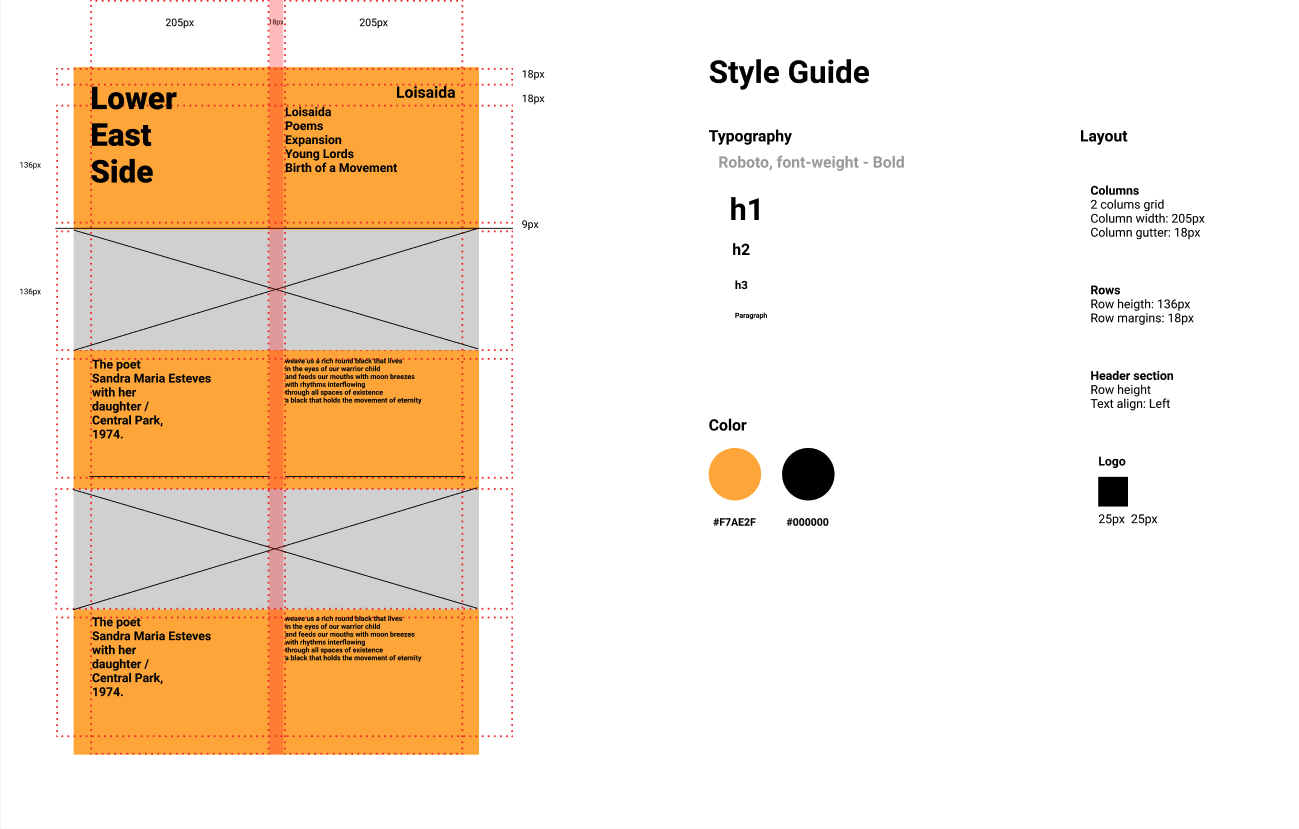 205px
18px
205px
18px
18px
Lower
East
Side
Loisaida
Loisaida
Poems
Expansion
Young Lords
Birth of a Movement
136px
9px
136px
The poet
Sandra Maria Esteves
with her
daughter /
Central Park,
1974.
weave us a rich round black that lives
in the eyes of our warrior child
and feeds our mouths with moon breezes
with rhythms interflowing
through all spaces of existence
a black that holds the movement of eternity
The poet
Sandra Maria Esteves
with her
daughter /
Central Park,
1974.
weave us a rich round black that lives
in the eyes of our warrior child
and feeds our mouths with moon breezes
with rhythms interflowing
through all spaces of existence
a black that holds the movement of eternity
Style Guide
Typography
Roboto, font-weight - Bold
h1
h2
h3
Paragraph
Color
#F7AE2F
#000000
Layout
Columns
2 colums grid
Column width: 205px
Column gutter: 18px
Rows
Row heigth: 136px
Row margins: 18px
Header section
Row height
Text align: Left
Logo
25px 25px